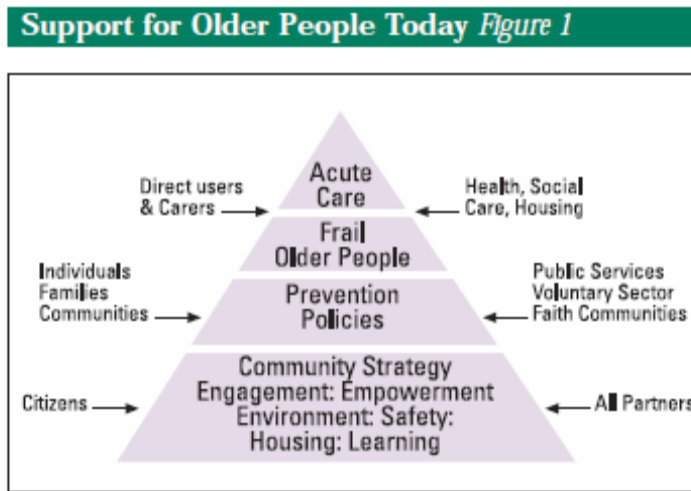 Support for Older People Today Figure 1
Acute
Care
Direct users
& Carers
Health, Social
Care, Housing
Frail
Older People
Individuals
Families
Communities
Prevention
Policies
Public Services
Voluntary Sector
Faith Communities
Community Strategy
Engagement: Empowerment
Environment: Safety:
Housing: Learning
Citizens
All Partners